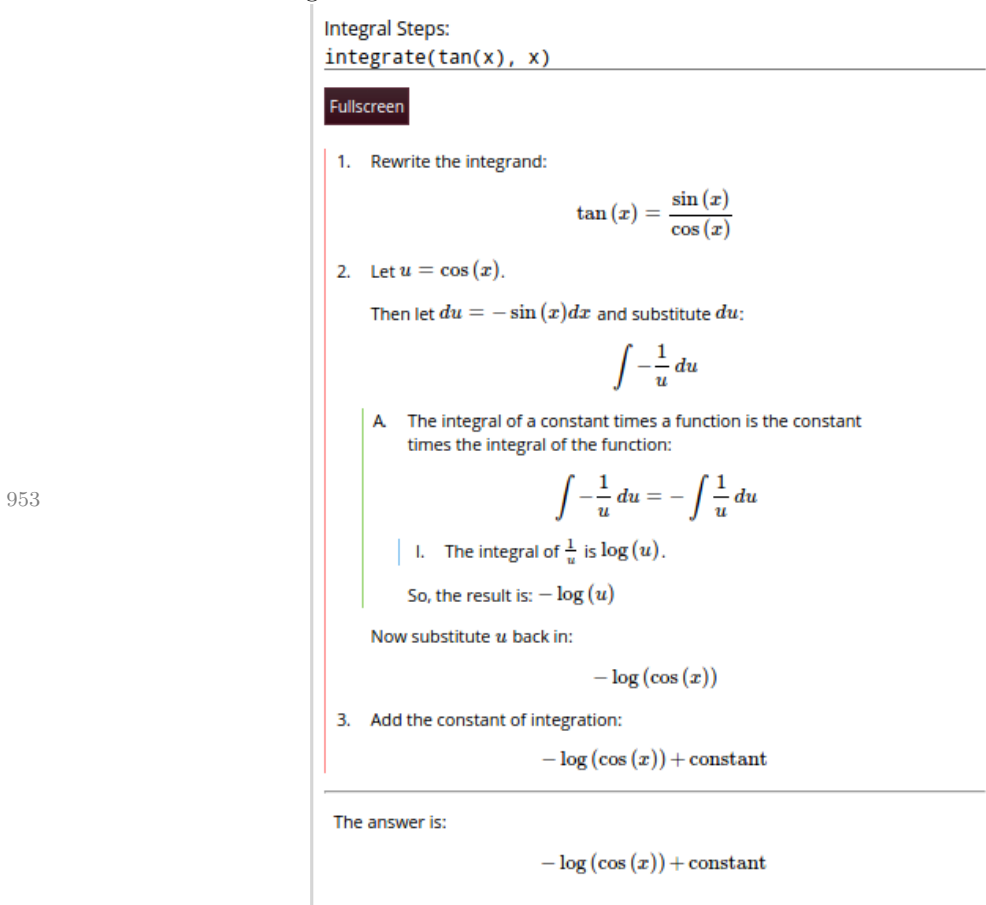 Integral Steps:
integrate(tan(x), x)
Fullscreen
1. Rewrite the integrand:
tan (x) = sin (x) / cos (x)
2. Let u = cos (x).
Then let du = − sin (x)dx and substitute du:
∫ −1/u du
A. The integral of a constant times a function is the constant
times the integral of the function:
953
∫ −1/u du = − ∫ 1/u du
I. The integral of 1/u is log (u).
So, the result is: − log (u)
Now substitute u back in:
− log (cos (x))
3. Add the constant of integration:
− log (cos (x)) + constant
The answer is:
− log (cos (x)) + constant